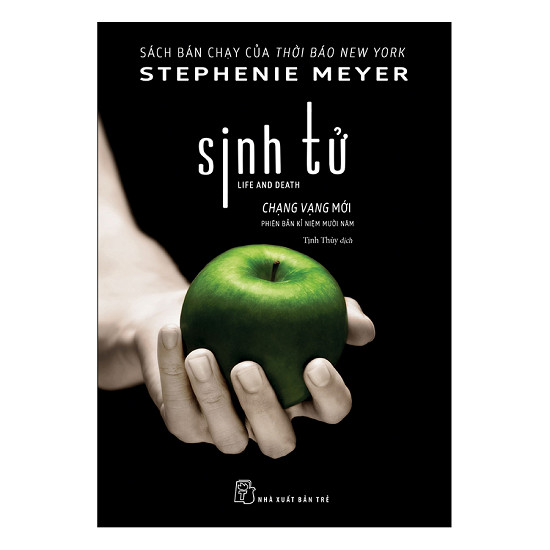 SÁCH BÁN CHẠY CỦA THỜI BÁO NEW YORK
STEPHENIE MEYER
sịnh tử
LIFE AND DEATH
CHẠNG VẠNG MỚI
PHIÊN BẢN KỈ NIỆM MƯỜI NĂM
Tịnh Thủy dịch
NHÀ XUẤT BẢN TRẺ